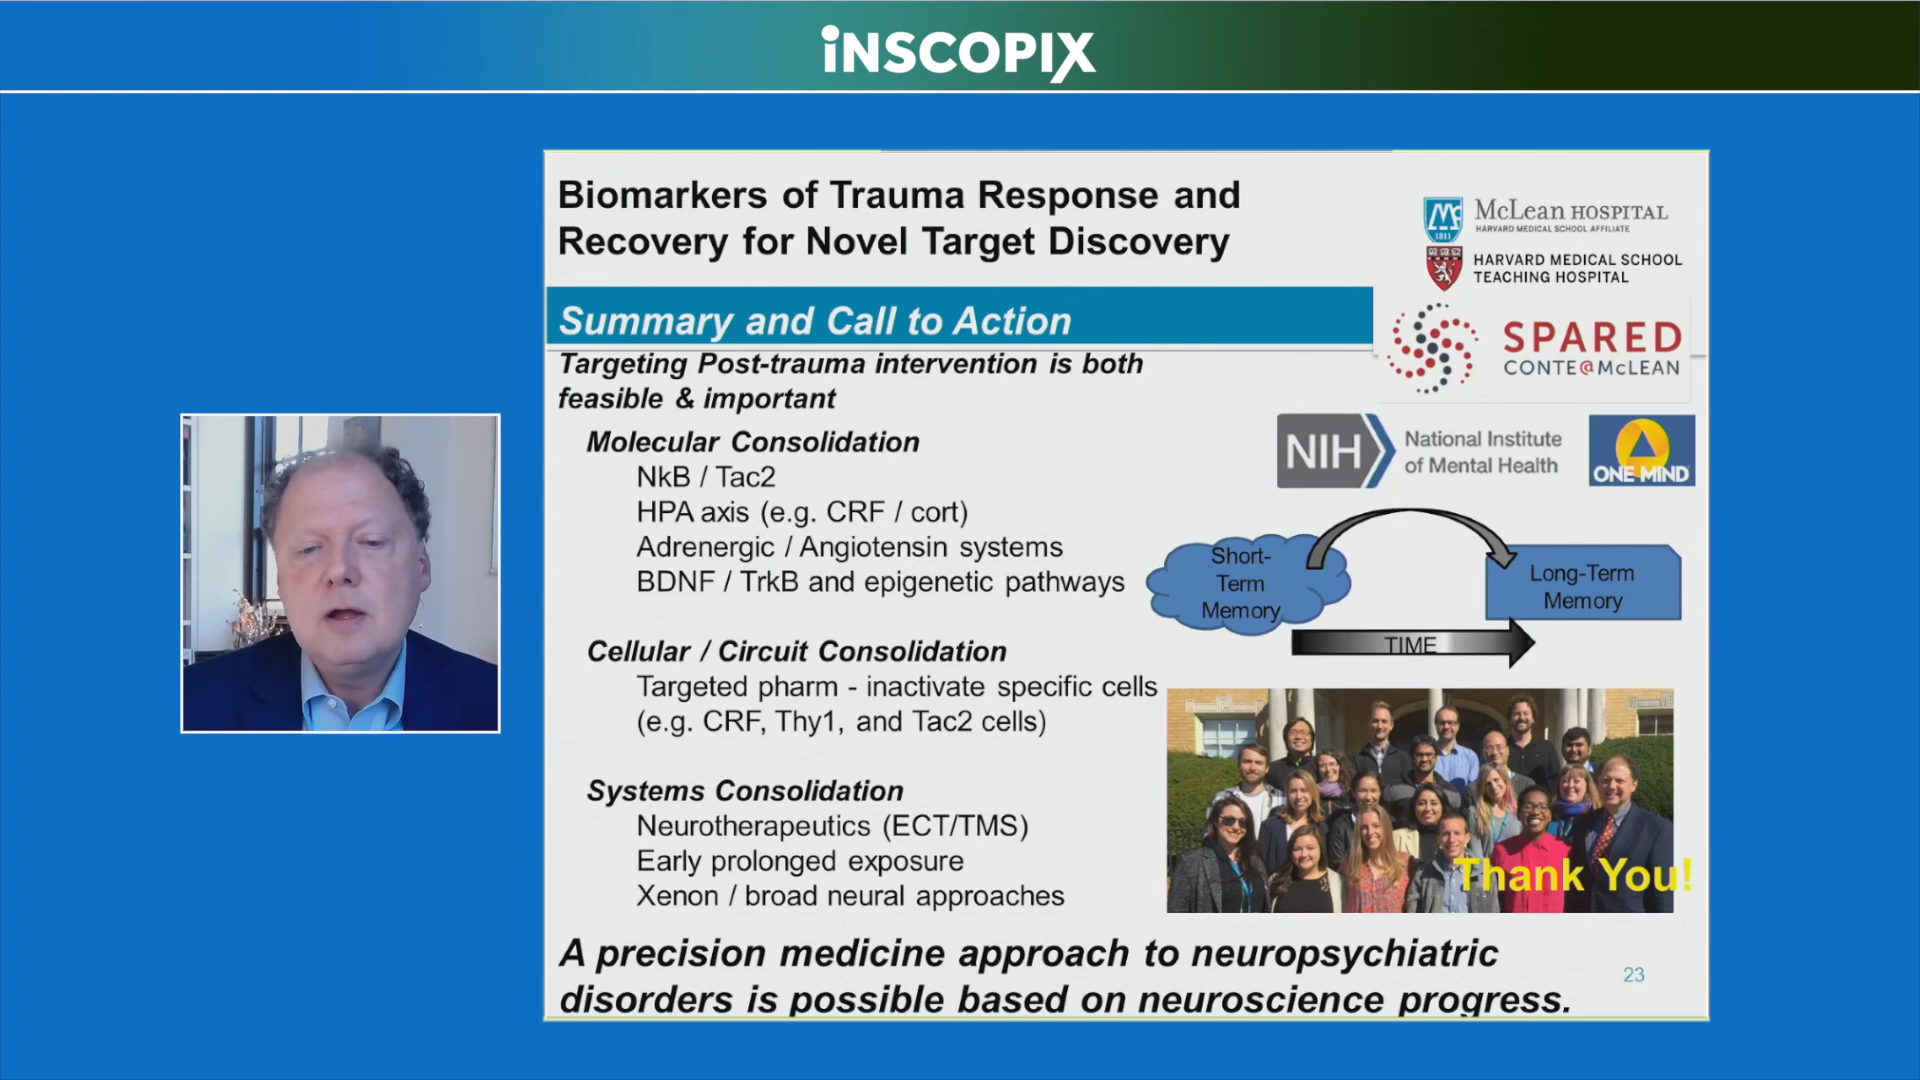 iNSCOPIX
Biomarkers of Trauma Response and
Recovery for Novel Target Discovery
McLean HOSPITAL
HARVARD MEDICAL SCHOOL AFFILIATE
1811
HARVARD MEDICAL SCHOOL
TEACHING HOSPITAL
Summary and Call to Action
SPARED
CONTE@McLEAN
Targeting Post-trauma intervention is both
feasible & important
NIH
National Institute
of Mental Health
ONE MIND
Molecular Consolidation
NkB / Tac2
HPA axis (e.g. CRF / cort)
Adrenergic / Angiotensin systems
BDNF / TrkB and epigenetic pathways
Short-
Term
Memory
Long-Term
Memory
TIME
Cellular / Circuit Consolidation
Targeted pharm - inactivate specific cells
(e.g. CRF, Thy1, and Tac2 cells)
Systems Consolidation
Neurotherapeutics (ECT/TMS)
Early prolonged exposure
Xenon / broad neural approaches
Thank You!
A precision medicine approach to neuropsychiatric
disorders is possible based on neuroscience progress.
23